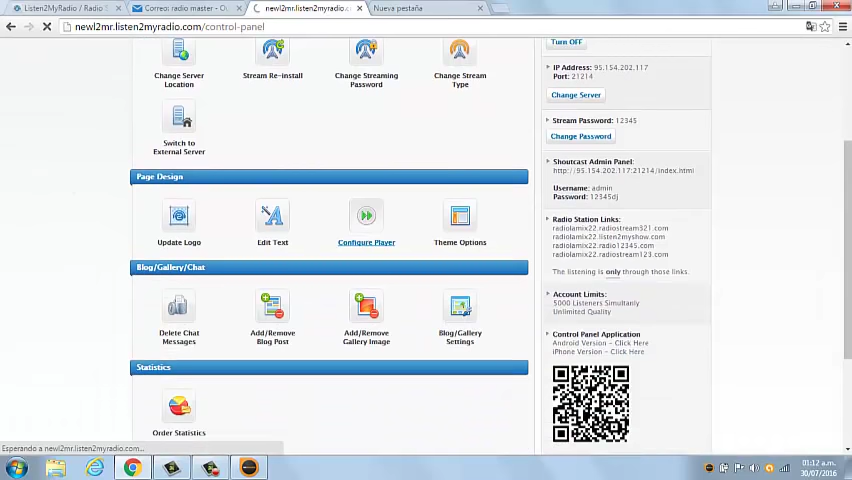 Listen2MyRadio / Radio S
Correo: radio master - O
newl2mr.listen2myradio.c
Nueva pestaña
newl2mr.listen2myradio.com/control-panel
Change Server
Location
Stream Re-install
Change Streaming
Password
Change Stream
Type
Switch to
External Server
Page Design
Update Logo
Edit Text
Configure Player
Theme Options
Blog/Gallery/Chat
Delete Chat
Messages
Add/Remove
Blog Post
Add/Remove
Gallery Image
Blog/Gallery
Settings
Statistics
Order Statistics
Turn OFF
IP Address: 95.154.202.117
Port: 21214
Change Server
Stream Password: 12345
Change Password
Shoutcast Admin Panel:
http://95.154.202.117:21214/index.html
Username: admin
Password: 12345dj
Radio Station Links:
radiolamix22.radiostream321.com
radiolamix22.listen2myshow.com
radiolamix22.radio12345.com
radiolamix22.radiostream123.com
The listening is only through those links.
Account Limits:
5000 Listeners Simultanly
Unlimited Quality
Control Panel Application
Android Version - Click Here
iPhone Version - Click Here
Esperando a newl2mr.listen2myradio.com...
01:12 a.m.
30/07/2016